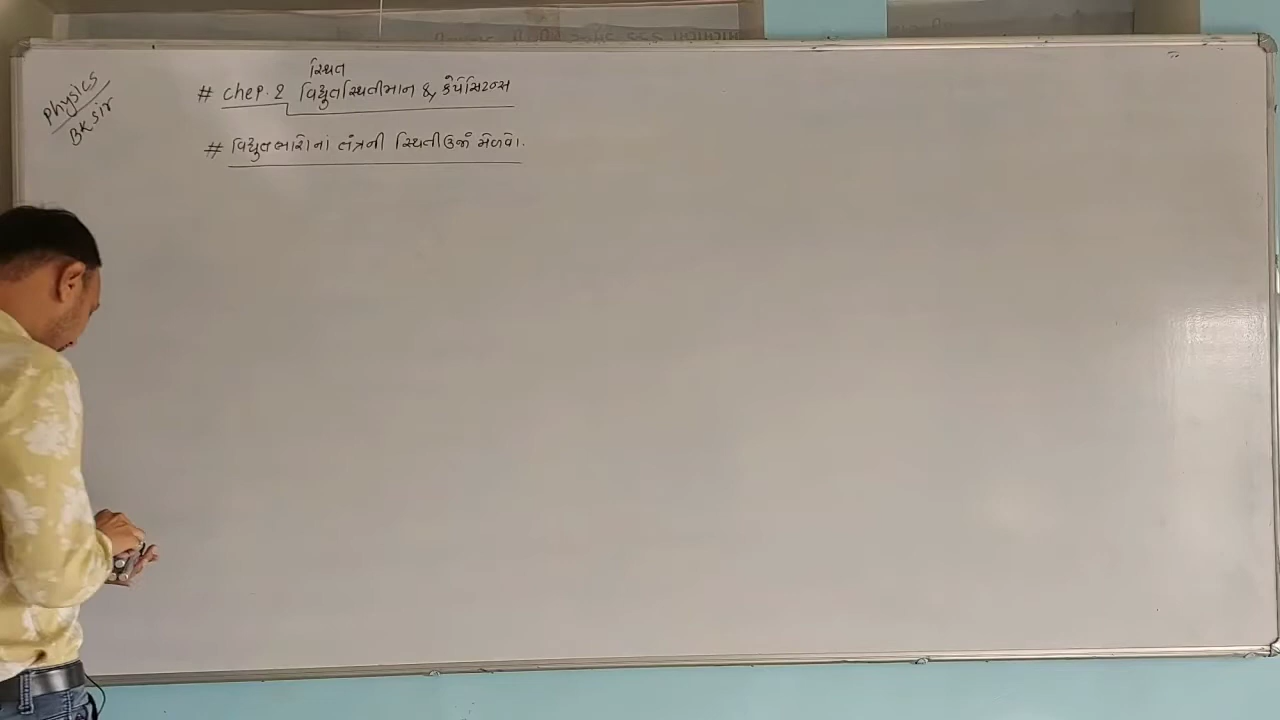 Physics
BK Sir
સ્થિત
# Chep. 2 વિદ્યુતસ્થિતીમાન & કેપેસિટન્સ
# વિદ્યુતભારોનાં તંત્રની સ્થિતીઉર્જા મેળવો.